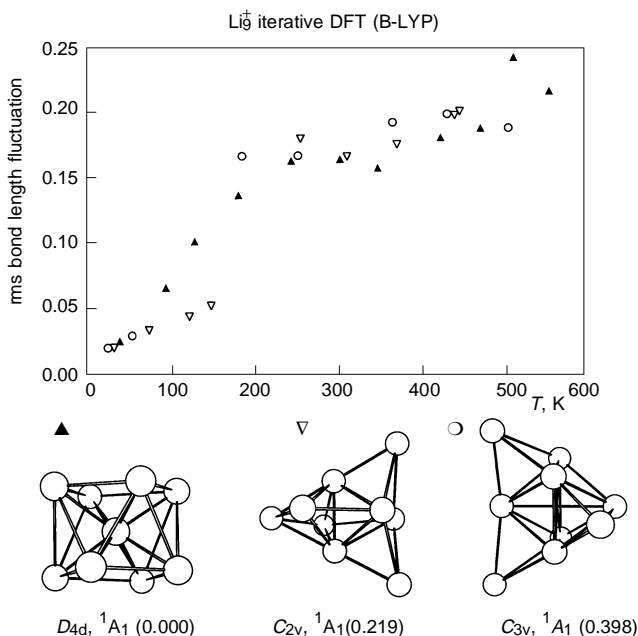 Li₉⁺ iterative DFT (B-LYP)
rms bond length fluctuation
0.25
0.20
0.15
0.10
0.05
0.00
0 100 200 300 400 500 600
T, K
D₄d, ¹A₁ (0.000) C₂ᵥ, ¹A₁(0.219) C₃ᵥ, ¹A₁ (0.398)